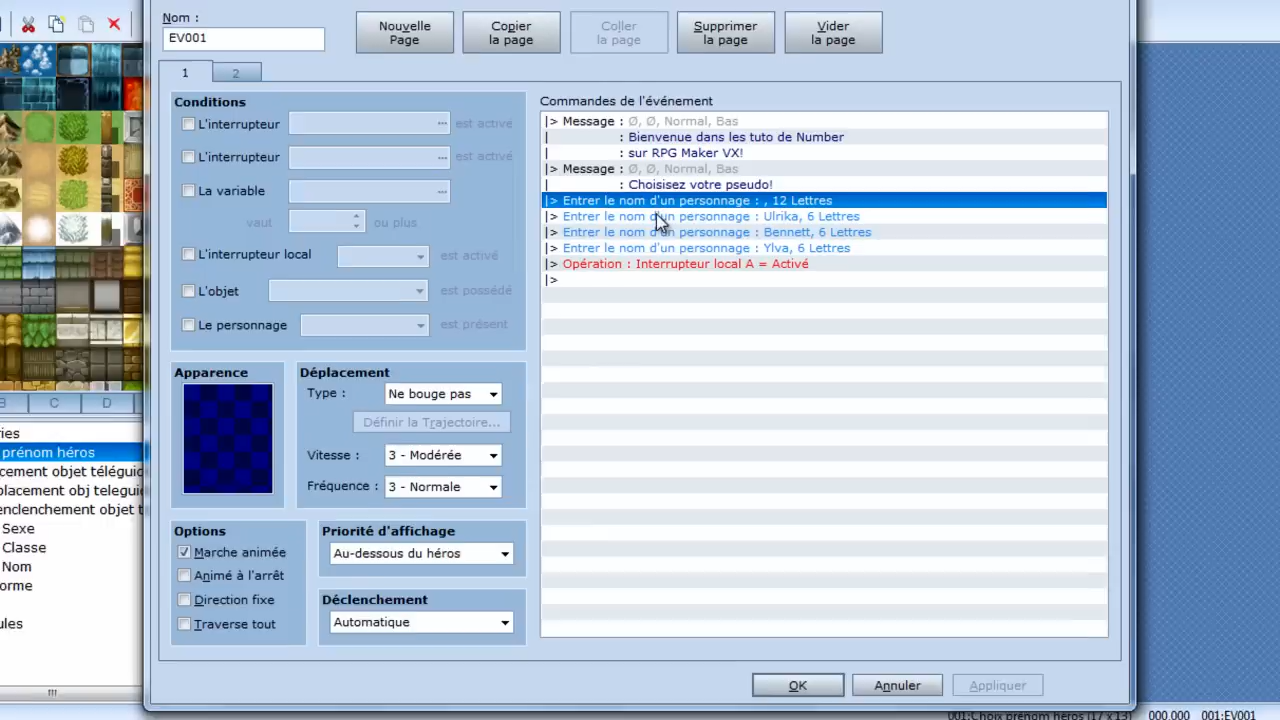 Nom :
EV001
Nouvelle
Page
Copier
la page
Coller
la page
Supprimer
la page
Vider
la page
1
2
Conditions
L'interrupteur ... est activé
L'interrupteur ... est activé
La variable ...
vaut ou plus
L'interrupteur local est activé
L'objet est possédé
Le personnage est présent
Apparence
Déplacement
Type : Ne bouge pas
Définir la Trajectoire...
Vitesse : 3 - Modérée
Fréquence : 3 - Normale
Options
Marche animée
Animé à l'arrêt
Direction fixe
Traverse tout
Priorité d'affichage
Au-dessous du héros
Déclenchement
Automatique
Commandes de l'événement
|> Message : Ø, Ø, Normal, Bas
| : Bienvenue dans les tuto de Number
| : sur RPG Maker VX!
|> Message : Ø, Ø, Normal, Bas
| : Choisisez votre pseudo!
|> Entrer le nom d'un personnage : , 12 Lettres
|> Entrer le nom d'un personnage : Ulrika, 6 Lettres
|> Entrer le nom d'un personnage : Bennett, 6 Lettres
|> Entrer le nom d'un personnage : Ylva, 6 Lettres
|> Opération : Interrupteur local A = Activé
|>
OK
Annuler
Appliquer
B C D
ries
prénom héros
cement objet téléguid
placement obj teleguid
enclenchement objet t
Sexe
Classe
Nom
orme
ules
001:Choix prénom héros (17 x 13)
000.000
001:EV001